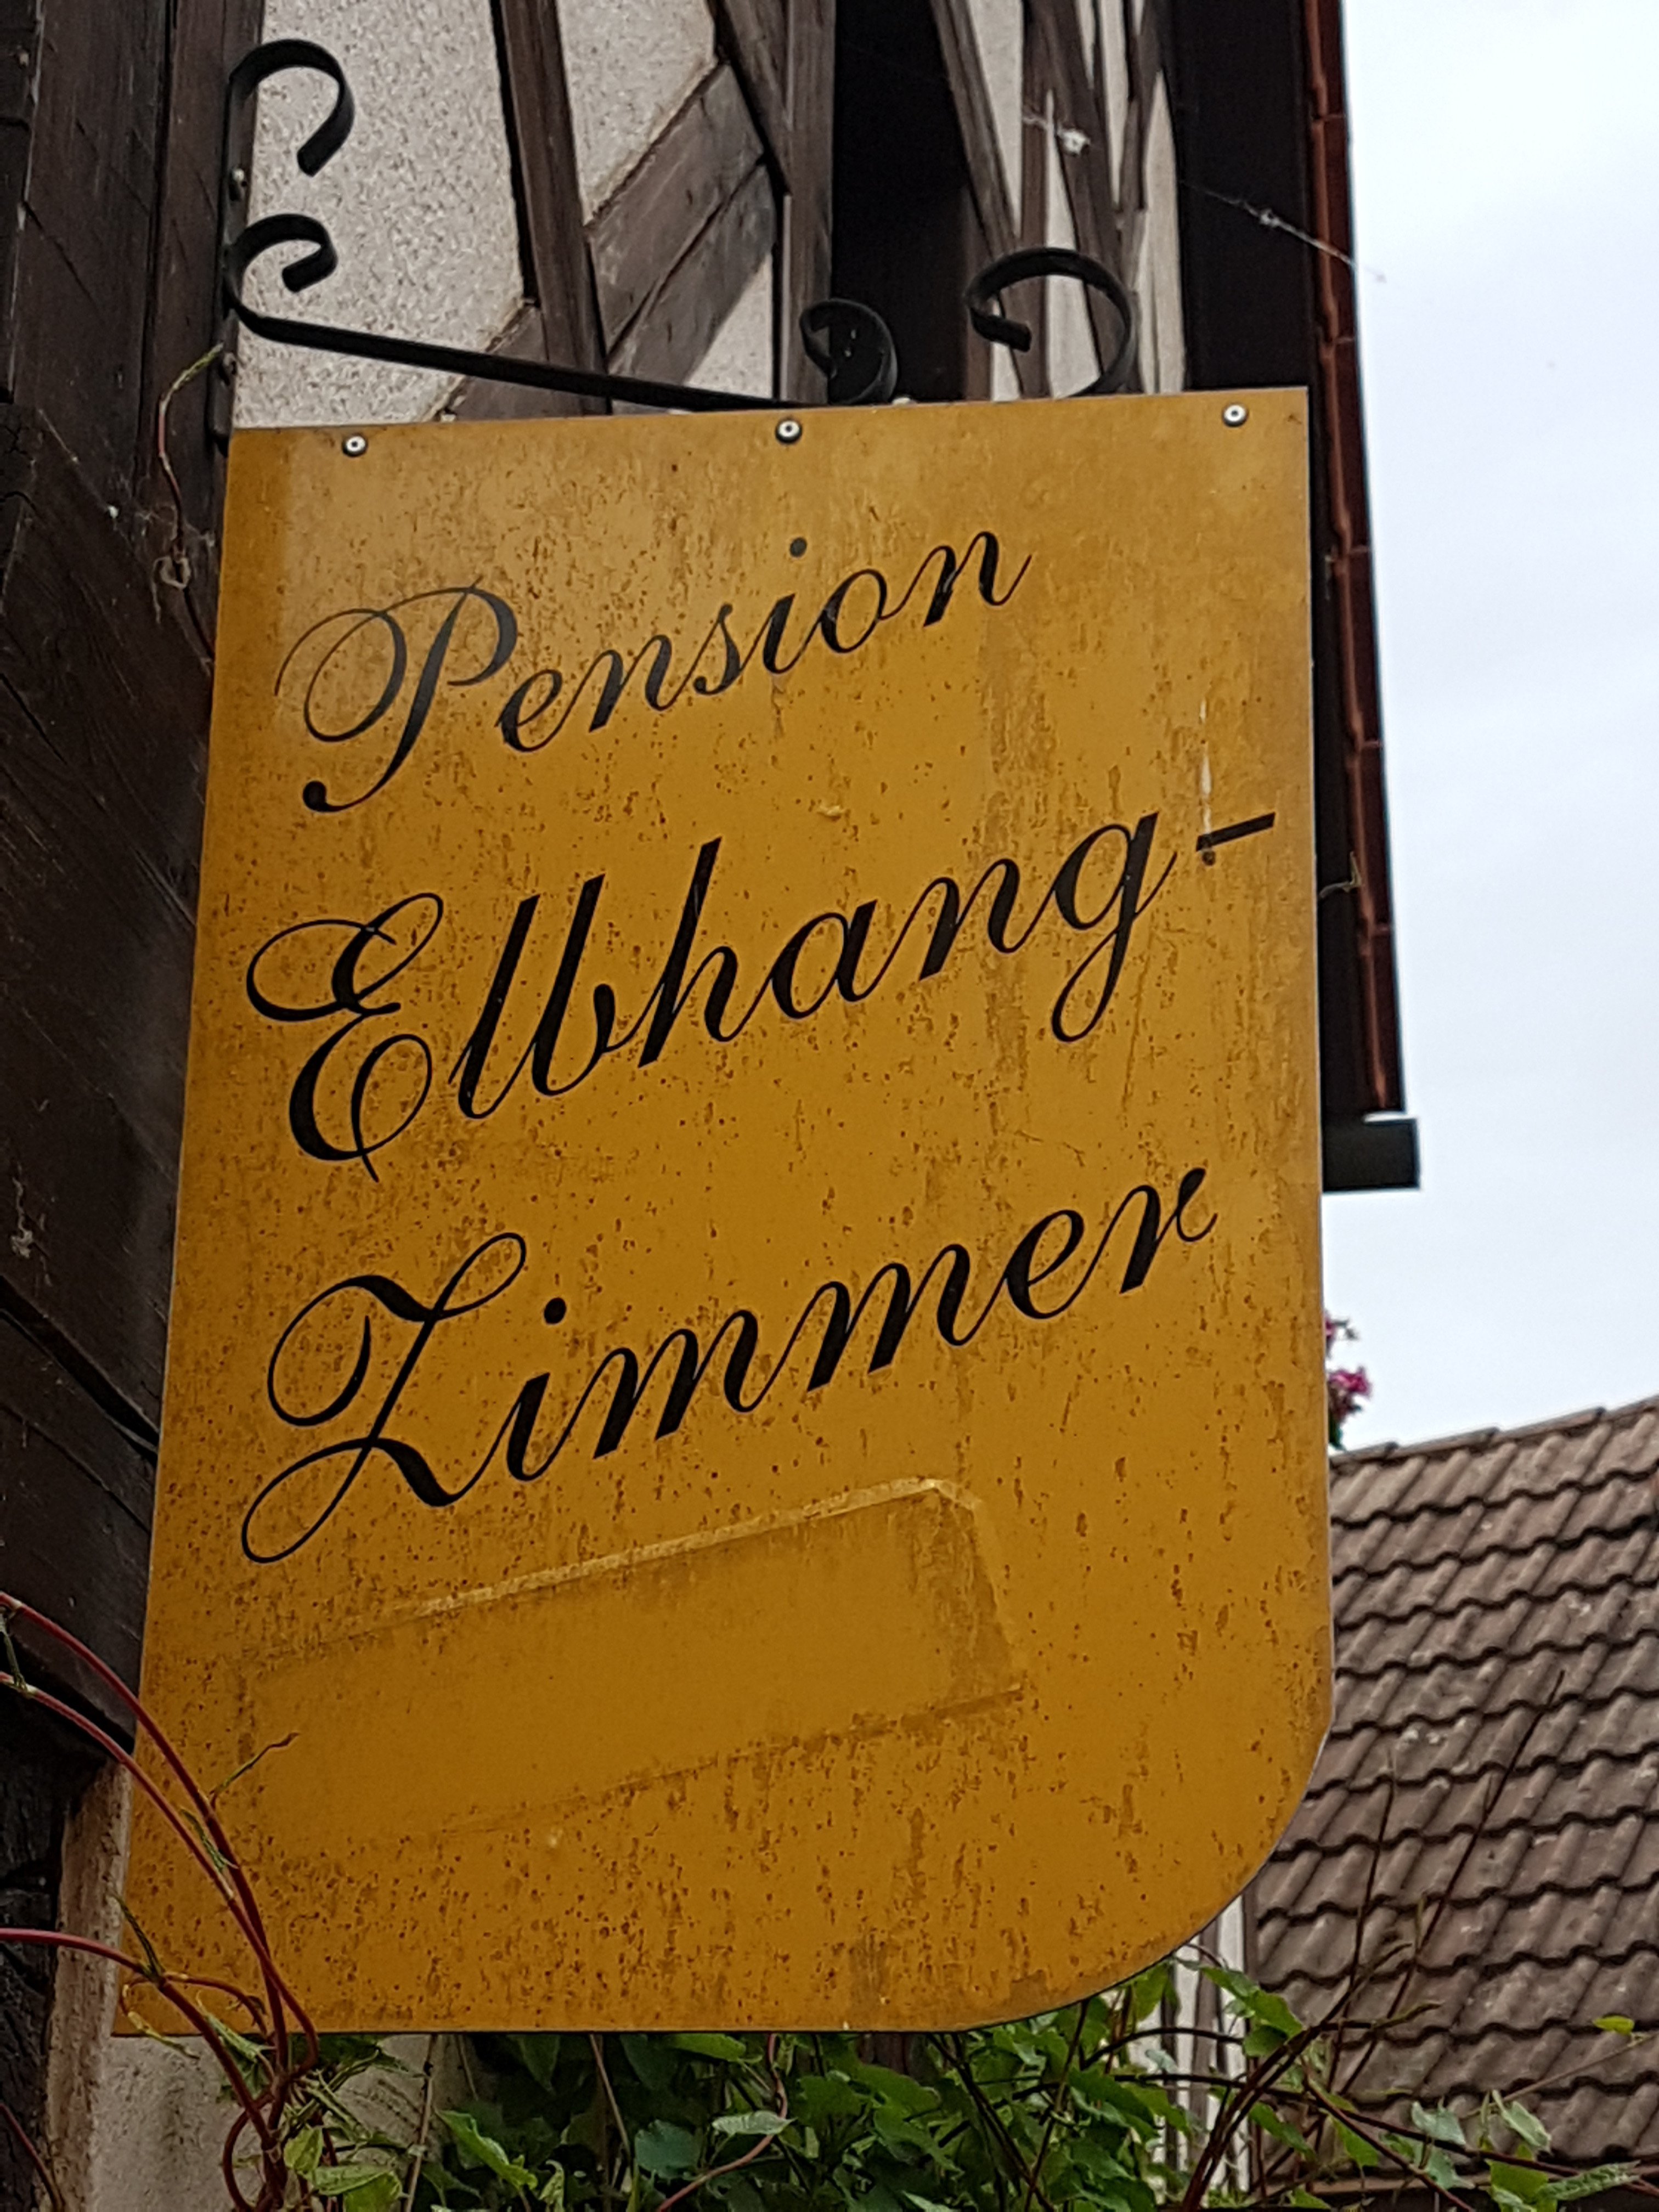 Pension
Elbhang-
Zimmer